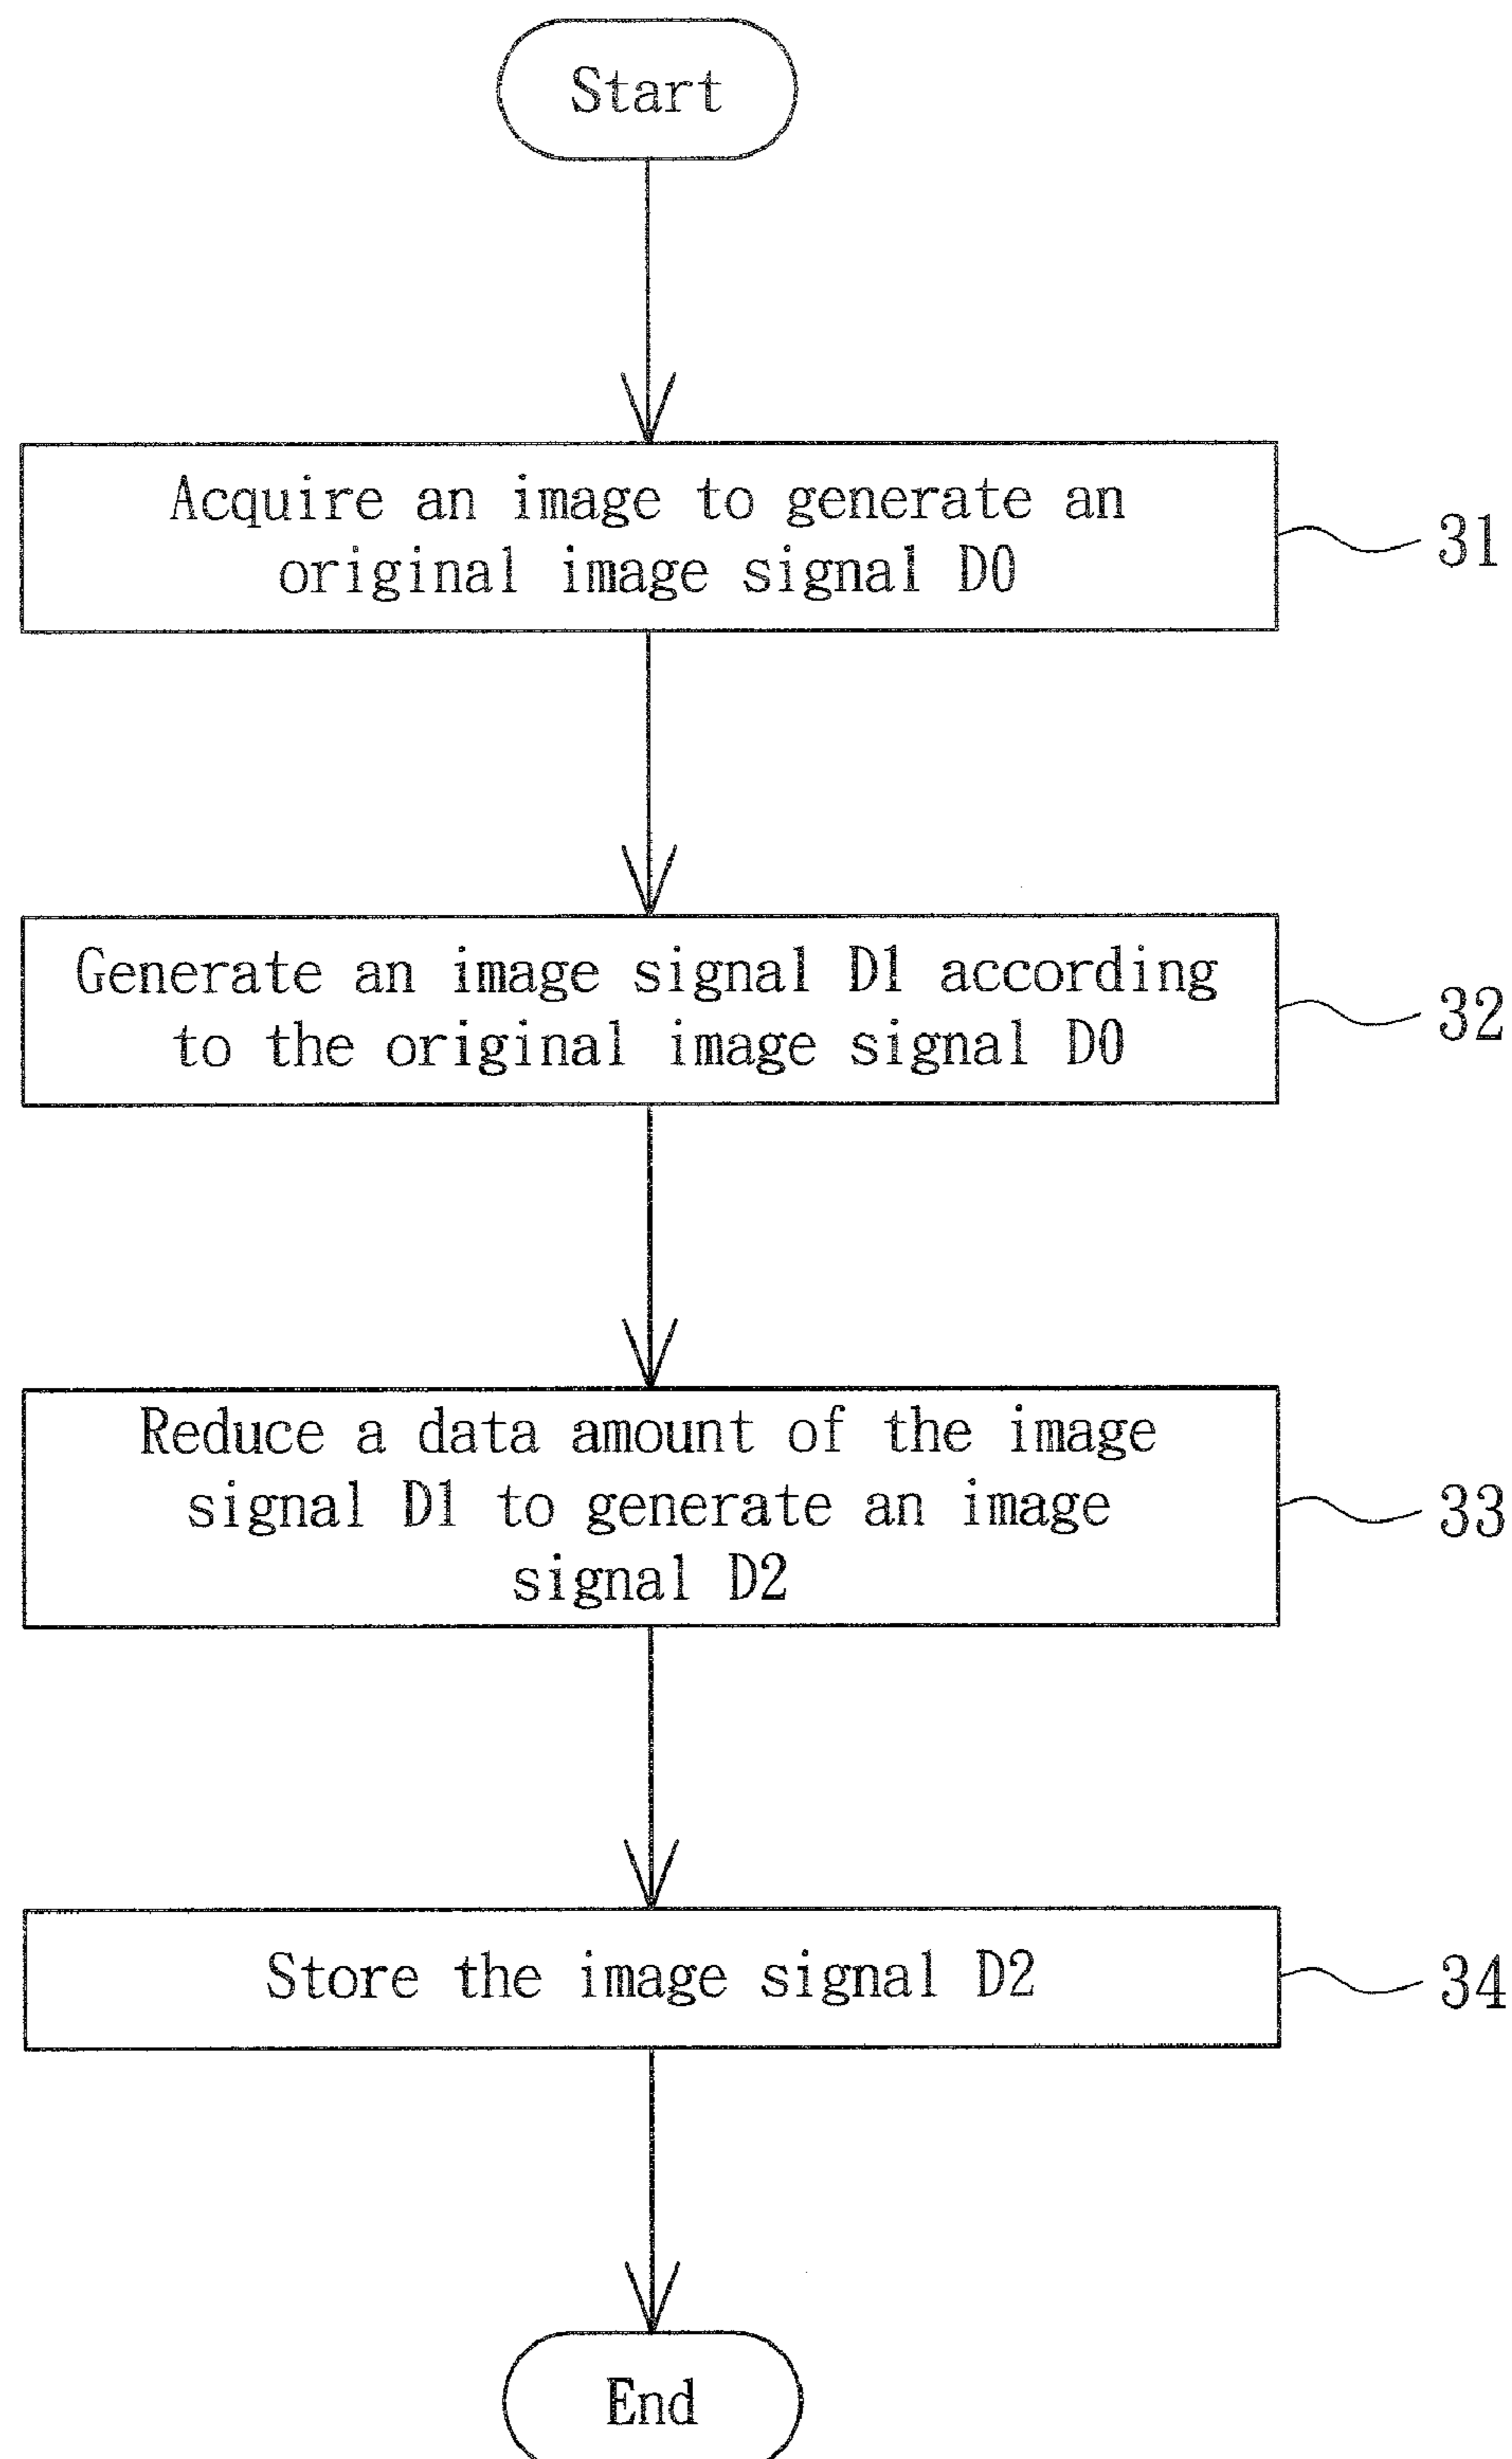 Start
Acquire an image to generate an
original image signal D0
31
Generate an image signal D1 according
to the original image signal D0
32
Reduce a data amount of the image
signal D1 to generate an image
signal D2
33
Store the image signal D2
34
End